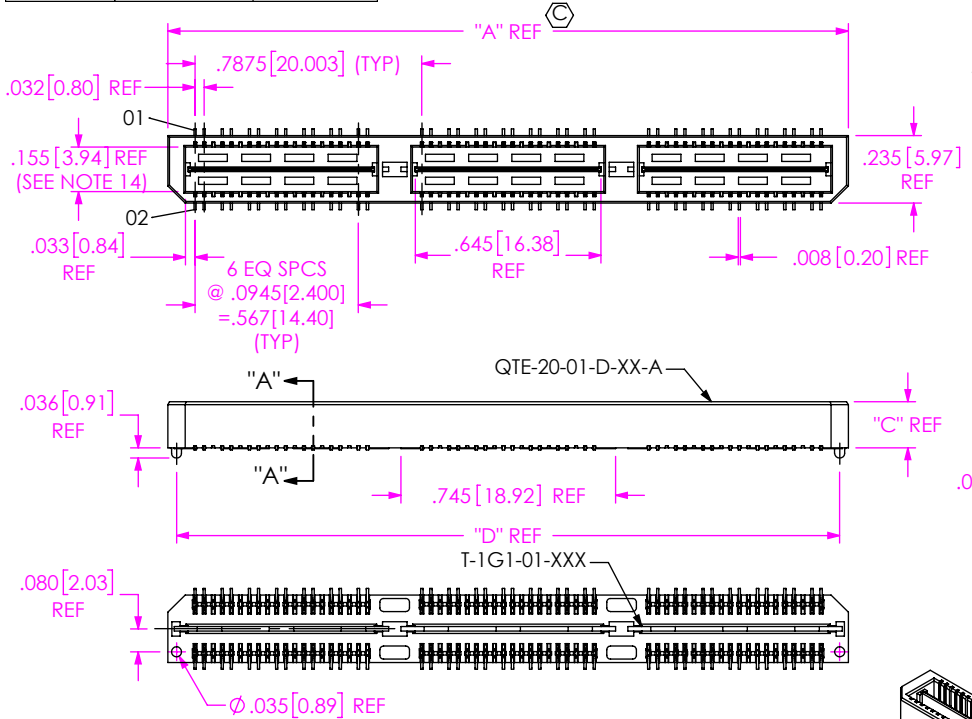 C
"A" REF
.7875[20.003] (TYP)
.032[0.80] REF
01
.155[3.94] REF
(SEE NOTE 14)
.235[5.97]
REF
02
.033[0.84]
REF
.645[16.38]
REF
.008[0.20] REF
6 EQ SPCS
@ .0945[2.400]
=.567[14.40]
(TYP)
QTE-20-01-D-XX-A
"A"
.036[0.91]
REF
"C" REF
"A"
.745[18.92] REF
.0
"D" REF
T-1G1-01-XXX
.080[2.03]
REF
Ø.035[0.89] REF